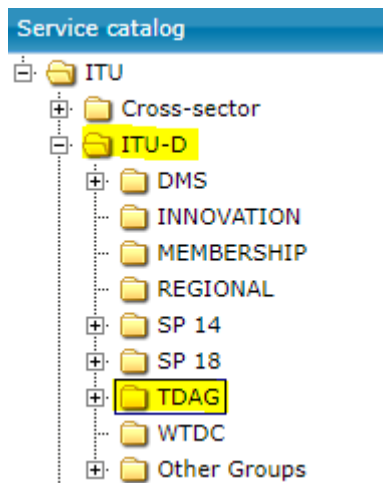 Service catalog
ITU
Cross-sector
ITU-D
DMS
INNOVATION
MEMBERSHIP
REGIONAL
SP 14
SP 18
TDAG
WTDC
Other Groups